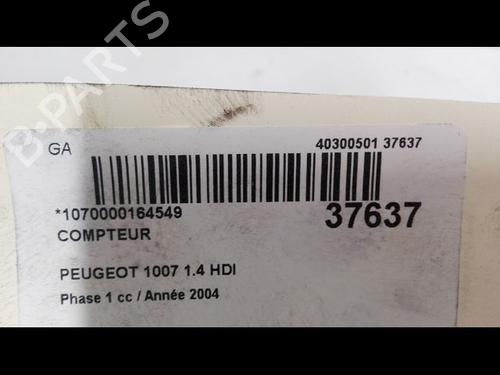 B-PARTS
GA
40300501 37637
*1070000164549
37637
COMPTEUR
PEUGEOT 1007 1.4 HDI
Phase 1 cc / Année 2004